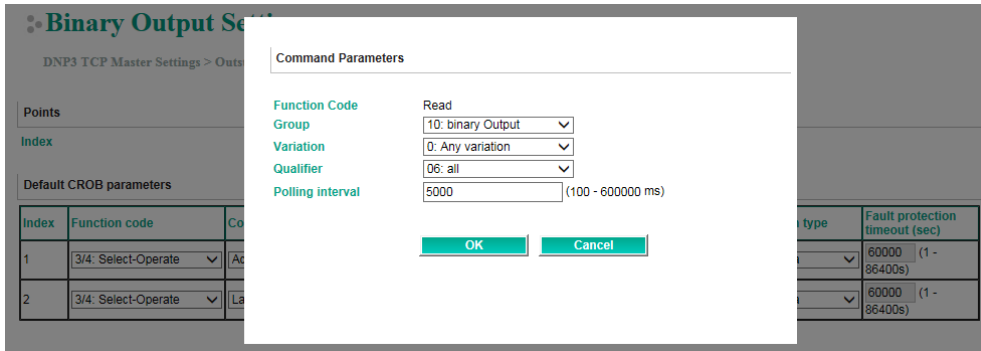 Binary Output Se
DNP3 TCP Master Settings > Outs
Points
Index
Default CROB parameters
Index Function code Co type Fault protection timeout (sec)
1 3/4: Select-Operate Ac 60000 (1 - 86400s)
2 3/4: Select-Operate La 60000 (1 - 86400s)
Command Parameters
Function Code Read
Group 10: binary Output
Variation 0: Any variation
Qualifier 06: all
Polling interval 5000 (100 - 600000 ms)
OK Cancel